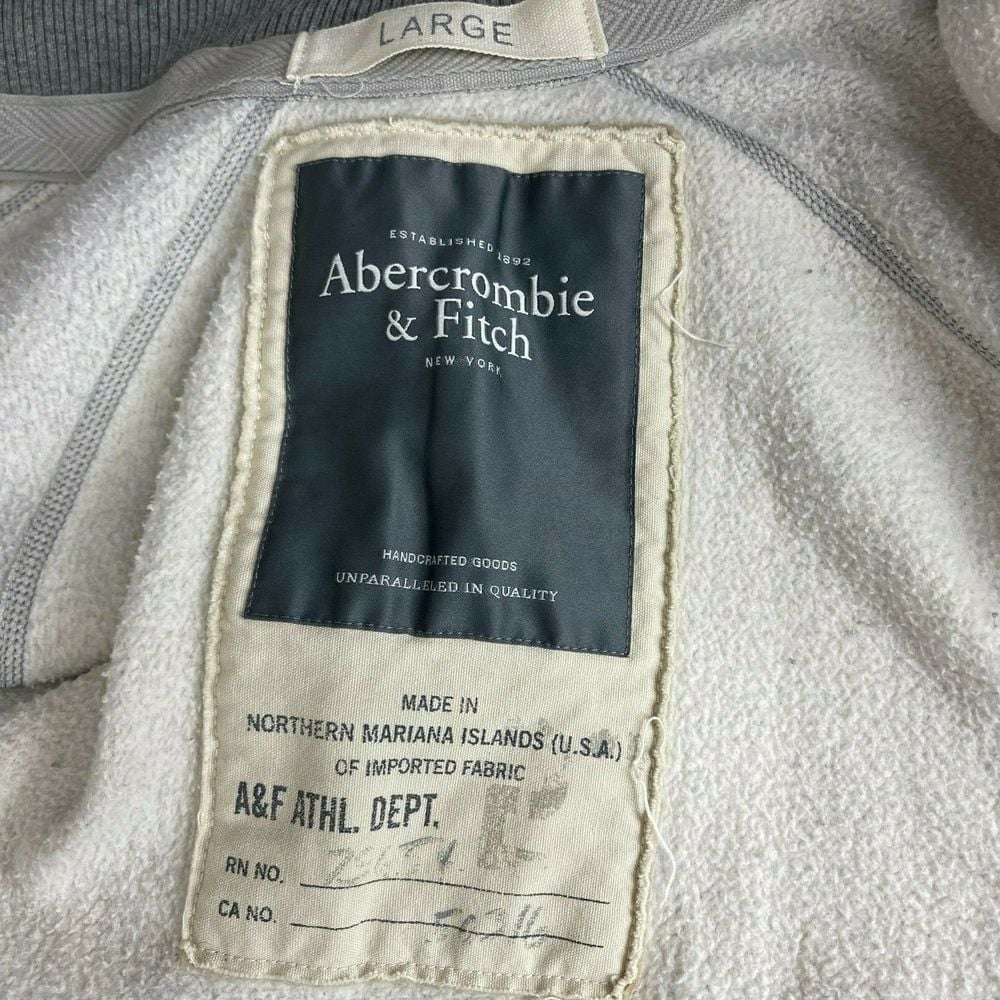 LARGE
ESTABLISHED 1892
Abercrombie
& Fitch
NEW YORK
HANDCRAFTED GOODS
UNPARALLELED IN QUALITY
MADE IN
NORTHERN MARIANA ISLANDS (U.S.A.)
OF IMPORTED FABRIC
A&F ATHL. DEPT.
RN NO.
CA NO. 50216